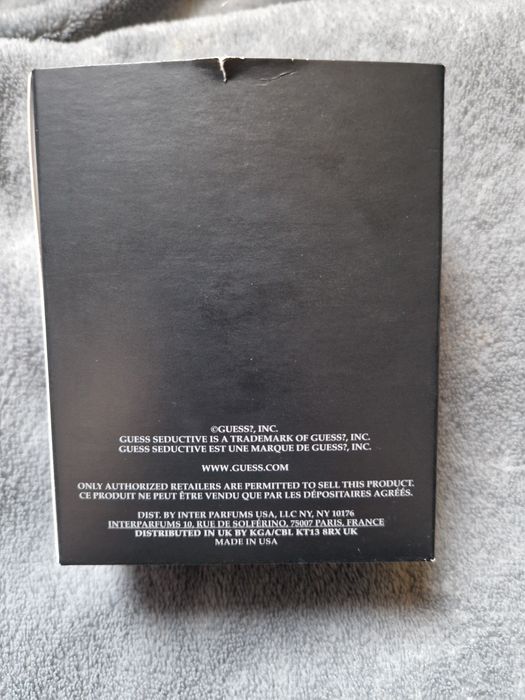 ©GUESS?, INC.
GUESS SEDUCTIVE IS A TRADEMARK OF GUESS?, INC.
GUESS SEDUCTIVE EST UNE MARQUE DE GUESS?, INC.
WWW.GUESS.COM
ONLY AUTHORIZED RETAILERS ARE PERMITTED TO SELL THIS PRODUCT.
CE PRODUIT NE PEUT ÊTRE VENDU QUE PAR LES DÉPOSITAIRES AGRÉÉS.
DIST. BY INTER PARFUMS USA, LLC NY, NY 10176
INTERPARFUMS 10, RUE DE SOLFÉRINO, 75007 PARIS, FRANCE
DISTRIBUTED IN UK BY KGA/CBL KT13 8RX UK
MADE IN USA